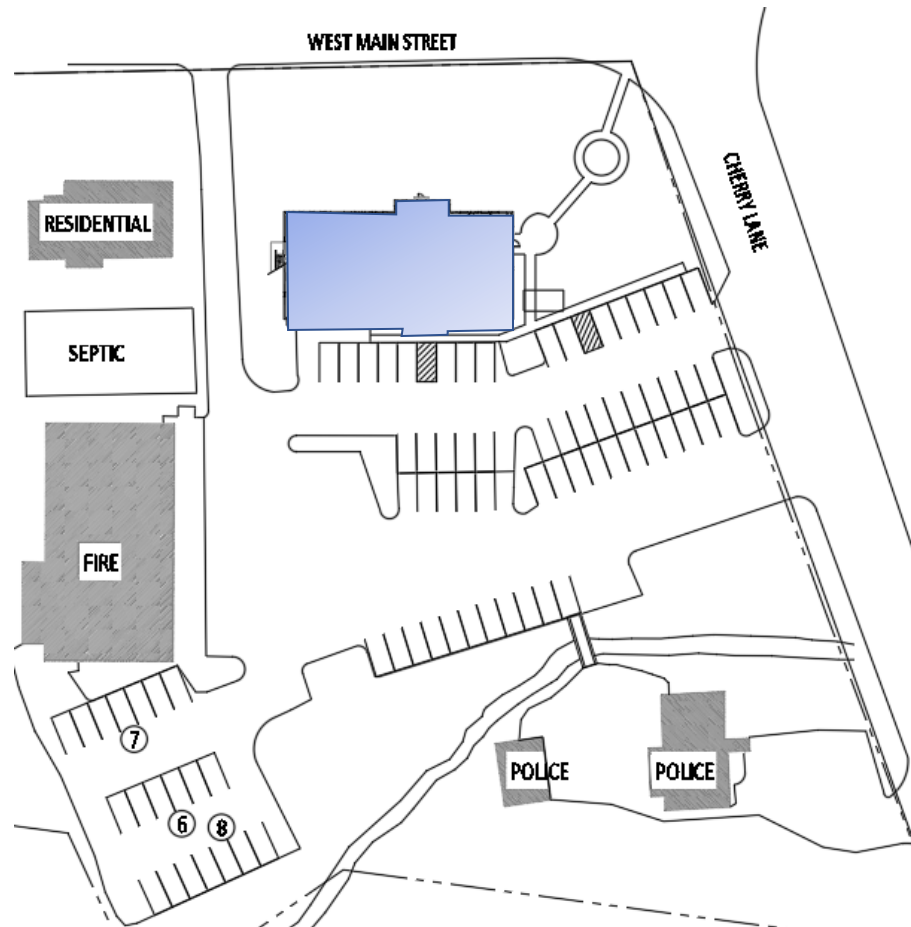 WEST MAIN STREET
CHERRY LANE
RESIDENTIAL
SEPTIC
FIRE
7
6
8
POLICE
POLICE